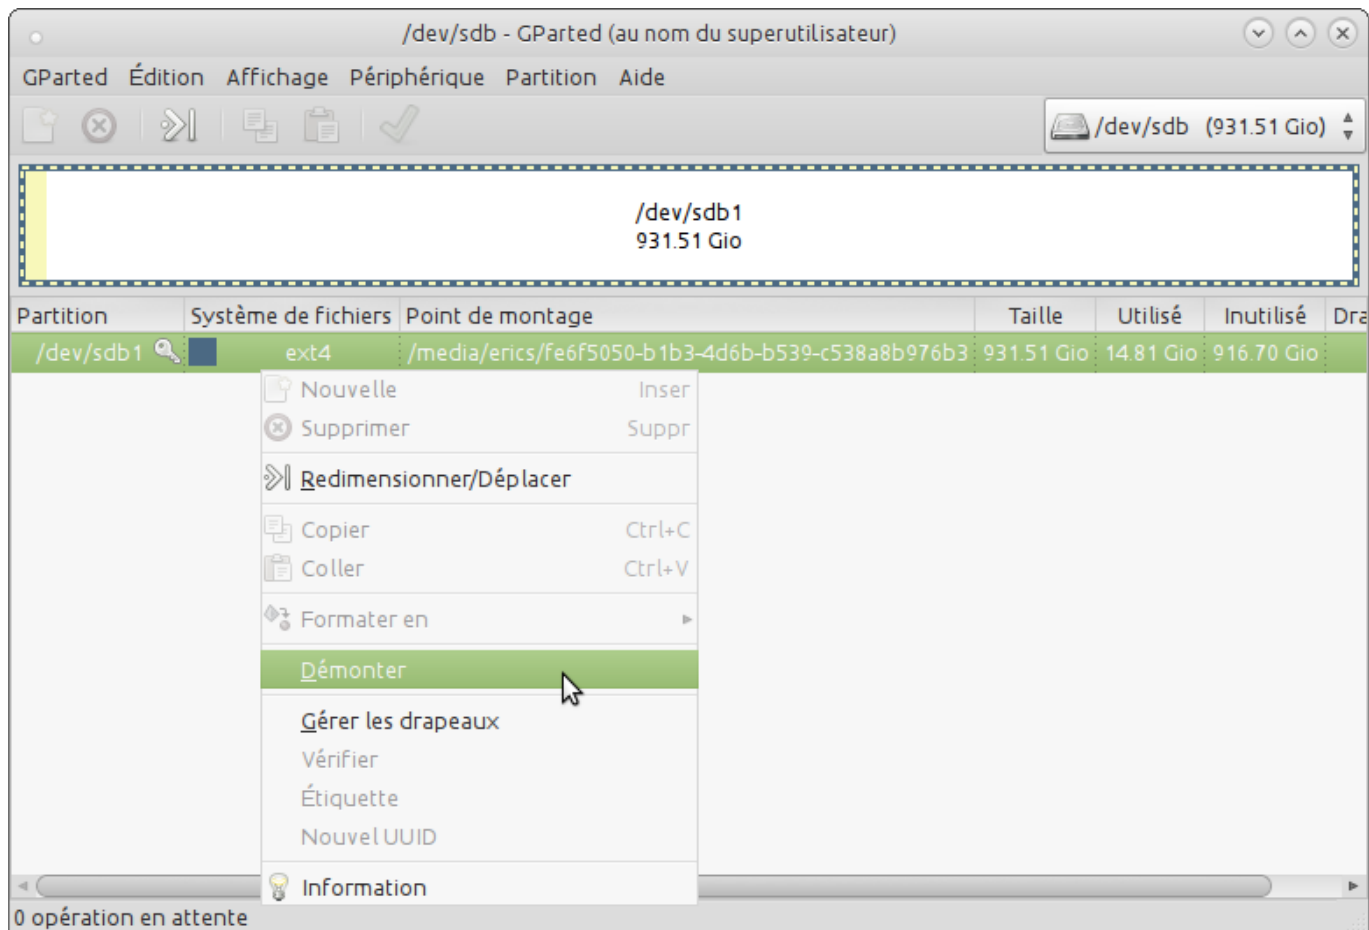 /dev/sdb - GParted (au nom du superutilisateur)
GParted Édition Affichage Périphérique Partition Aide
/dev/sdb (931.51 Gio)
/dev/sdb1
931.51 Gio
Partition Système de fichiers Point de montage Taille Utilisé Inutilisé Dra
/dev/sdb1 ext4 /media/erics/fe6f5050-b1b3-4d6b-b539-c538a8b976b3 931.51 Gio 14.81 Gio 916.70 Gio
Nouvelle Inser
Supprimer Suppr
Redimensionner/Déplacer
Copier Ctrl+C
Coller Ctrl+V
Formater en
Démonter
Gérer les drapeaux
Vérifier
Étiquette
Nouvel UUID
Information
0 opération en attente